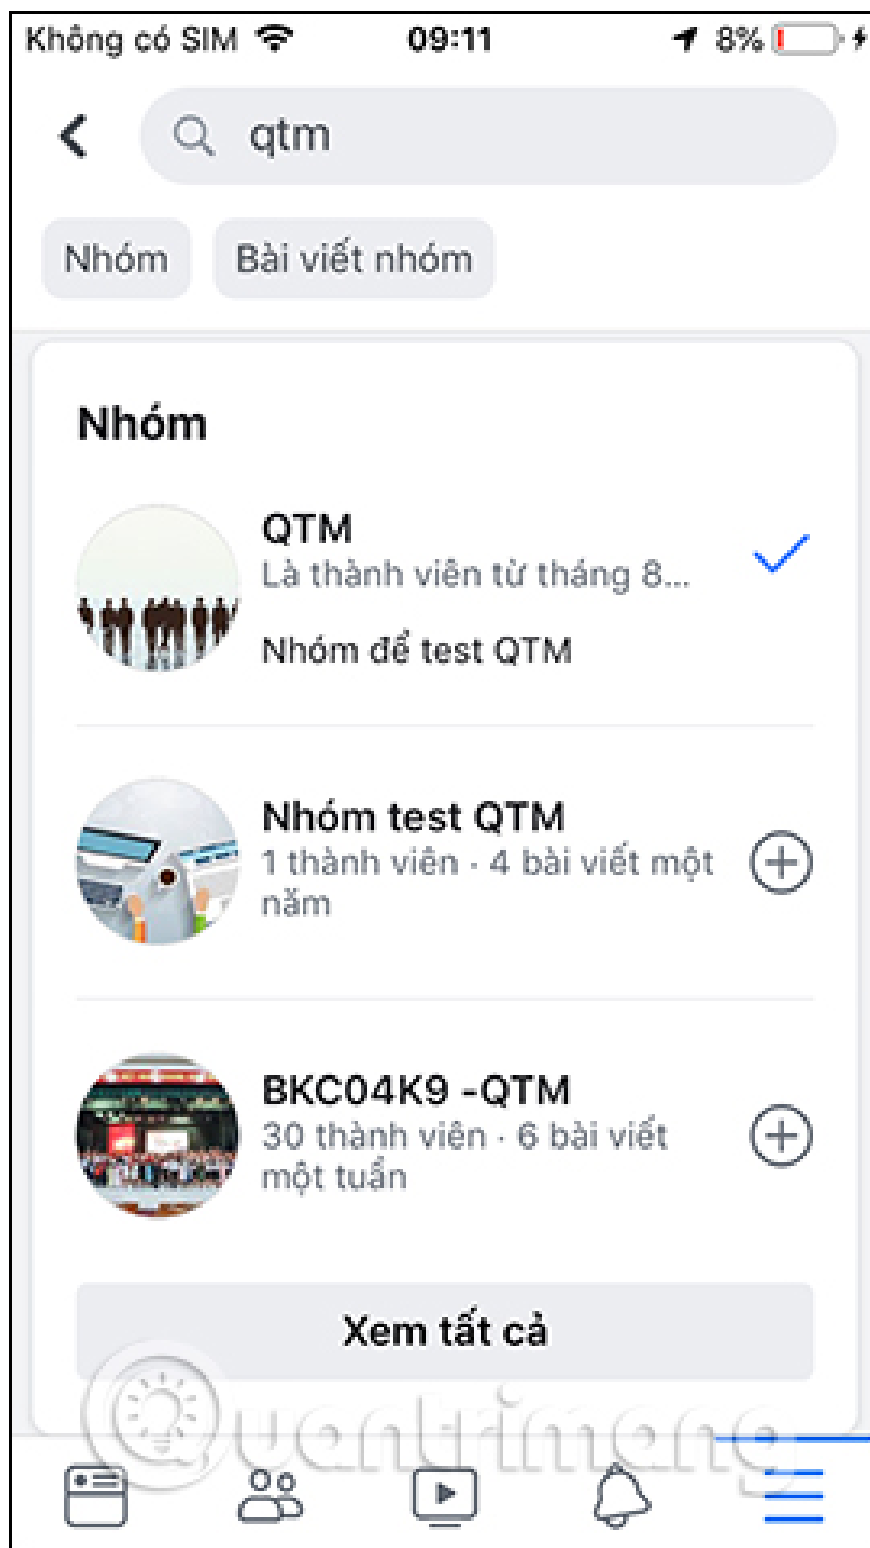 Không có SIM 09:11 8%
qtm
Nhóm Bài viết nhóm
Nhóm
QTM
Là thành viên từ tháng 8...
Nhóm để test QTM
Nhóm test QTM
1 thành viên · 4 bài viết một
năm
BKC04K9 -QTM
30 thành viên · 6 bài viết
một tuần
Xem tất cả
Quantrimang